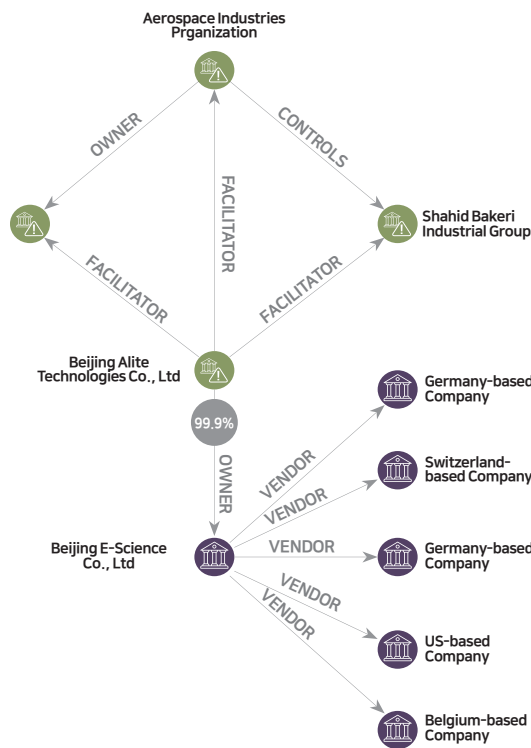 Aerospace Industries
Prganization
OWNER
CONTROLS
FACILITATOR
Shahid Bakeri
Industrial Group
FACILITATOR
FACILITATOR
Beijing Alite
Technologies Co., Ltd
99.9%
OWNER
Germany-based
Company
VENDOR
Switzerland-
based Company
VENDOR
Beijing E-Science
Co., Ltd
VENDOR
Germany-based
Company
VENDOR
US-based
Company
VENDOR
Belgium-based
Company